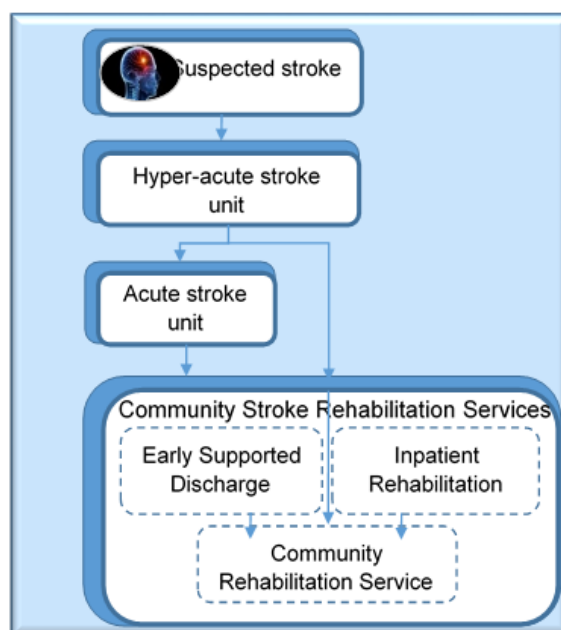 Suspected stroke
Hyper-acute stroke
unit
Acute stroke
unit
Community Stroke Rehabilitation Services
Early Supported
Discharge
Inpatient
Rehabilitation
Community
Rehabilitation Service